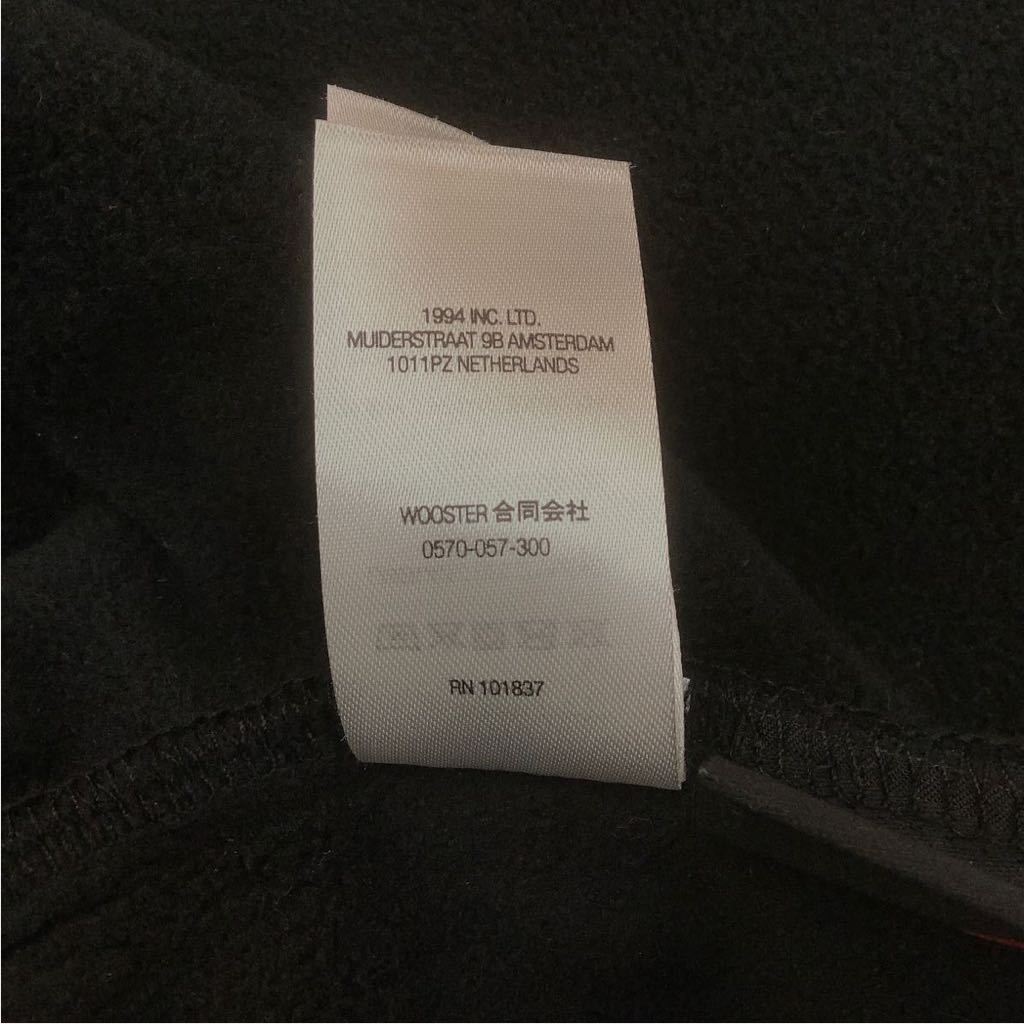 1994 INC. LTD.
MUIDERSTRAAT 9B AMSTERDAM
1011PZ NETHERLANDS
WOOSTER 合同会社
0570-057-300
RN 101837